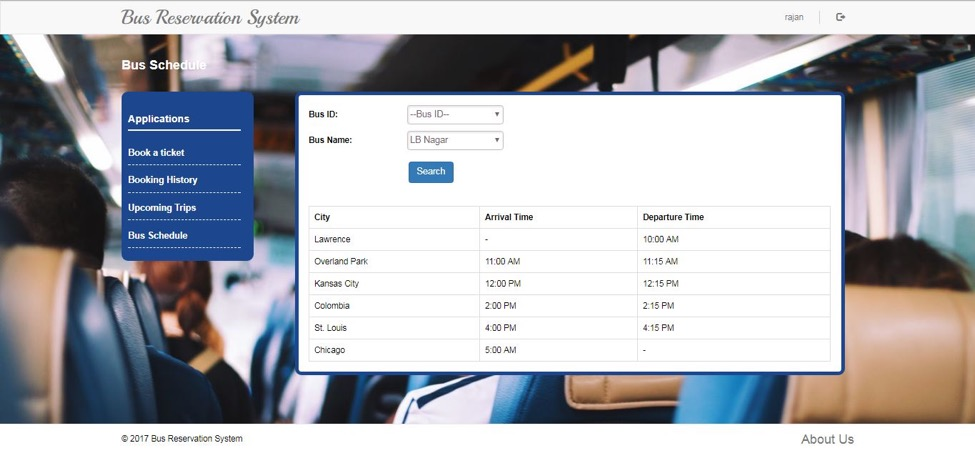 Bus Reservation System
rajan
Bus Schedule
Applications
Book a ticket
Booking History
Upcoming Trips
Bus Schedule
Bus ID: --Bus ID--
Bus Name: LB Nagar
Search
City Arrival Time Departure Time
Lawrence - 10:00 AM
Overland Park 11:00 AM 11:15 AM
Kansas City 12:00 PM 12:15 PM
Colombia 2:00 PM 2:15 PM
St. Louis 4:00 PM 4:15 PM
Chicago 5:00 AM -
© 2017 Bus Reservation System
About Us